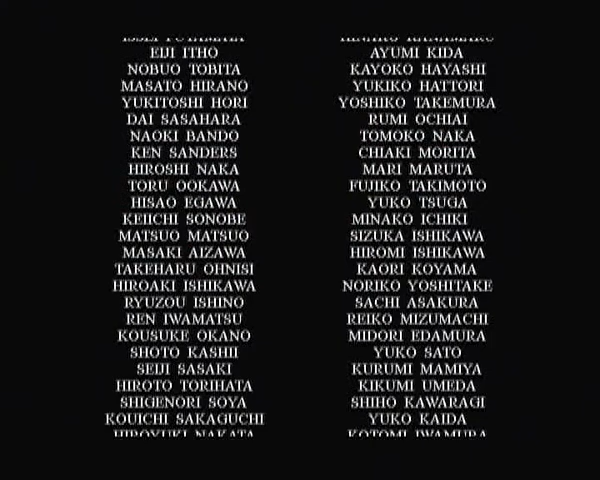 EIJI ITHO
NOBUO TOBITA
MASATO HIRANO
YUKITOSHI HORI
DAI SASAHARA
NAOKI BANDO
KEN SANDERS
HIROSHI NAKA
TORU OOKAWA
HISAO EGAWA
KEIICHI SONOBE
MATSUO MATSUO
MASAKI AIZAWA
TAKEHARU OHNISI
HIROAKI ISHIKAWA
RYUZOU ISHINO
REN IWAMATSU
KOUSUKE OKANO
SHOTO KASHII
SEIJI SASAKI
HIROTO TORIHATA
SHIGENORI SOYA
KOUICHI SAKAGUCHI
HIROYUKI NAKATA
AYUMI KIDA
KAYOKO HAYASHI
YUKIKO HATTORI
YOSHIKO TAKEMURA
RUMI OCHIAI
TOMOKO NAKA
CHIAKI MORITA
MARI MARUTA
FUJIKO TAKIMOTO
YUKO TSUGA
MINAKO ICHIKI
SIZUKA ISHIKAWA
HIROMI ISHIKAWA
KAORI KOYAMA
NORIKO YOSHITAKE
SACHI ASAKURA
REIKO MIZUMACHI
MIDORI EDAMURA
YUKO SATO
KURUMI MAMIYA
KIKUMI UMEDA
SHIHO KAWARAGI
YUKO KAIDA
KOTOMI IWAMURA